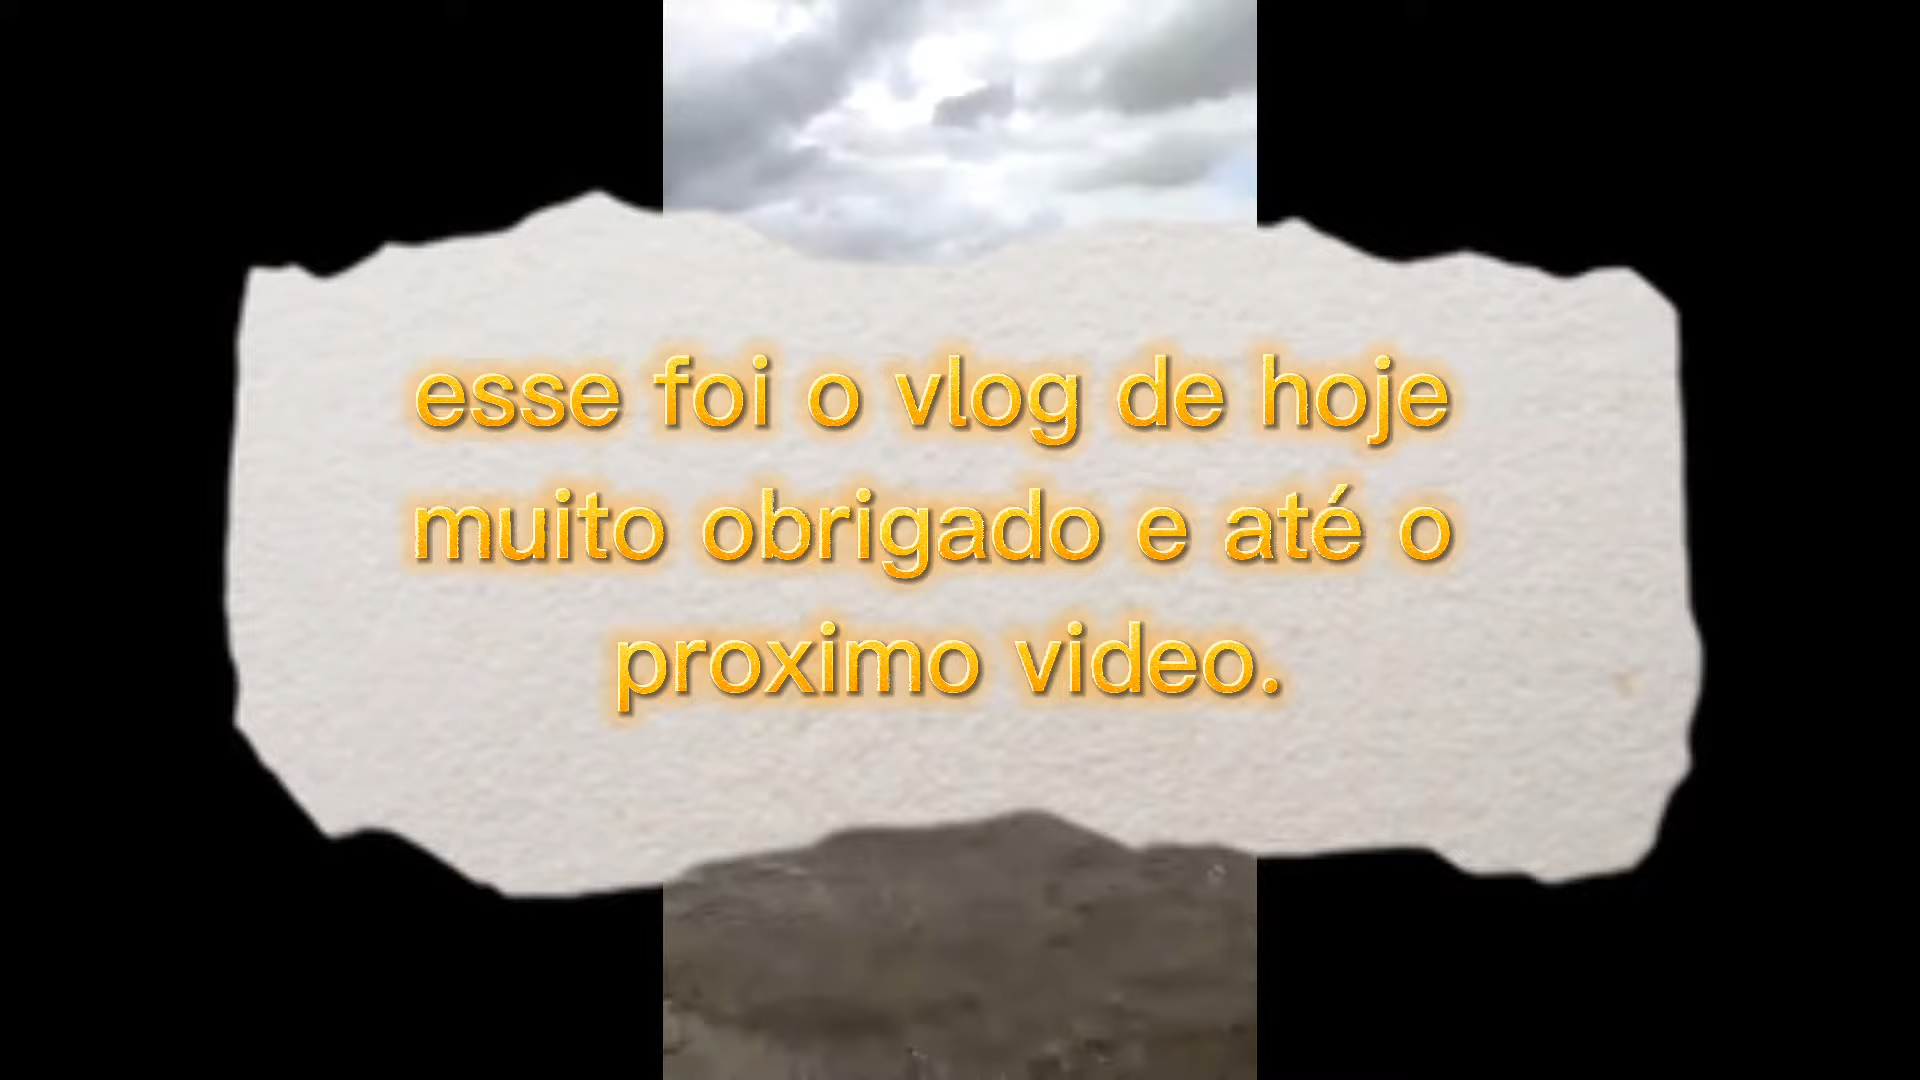 esse foi o vlog de hoje
muito obrigado e até o
proximo video.